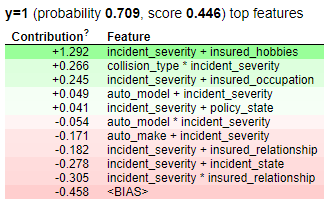 y=1 (probability 0.709, score 0.446) top features
Contribution? Feature
+1.292 incident_severity + insured_hobbies
+0.266 collision_type * incident_severity
+0.245 incident_severity + insured_occupation
+0.049 auto_model + incident_severity
+0.041 incident_severity + policy_state
-0.054 auto_model * incident_severity
-0.171 auto_make + incident_severity
-0.182 incident_severity + insured_relationship
-0.278 incident_severity + incident_state
-0.305 incident_severity * insured_relationship
-0.458 <BIAS>